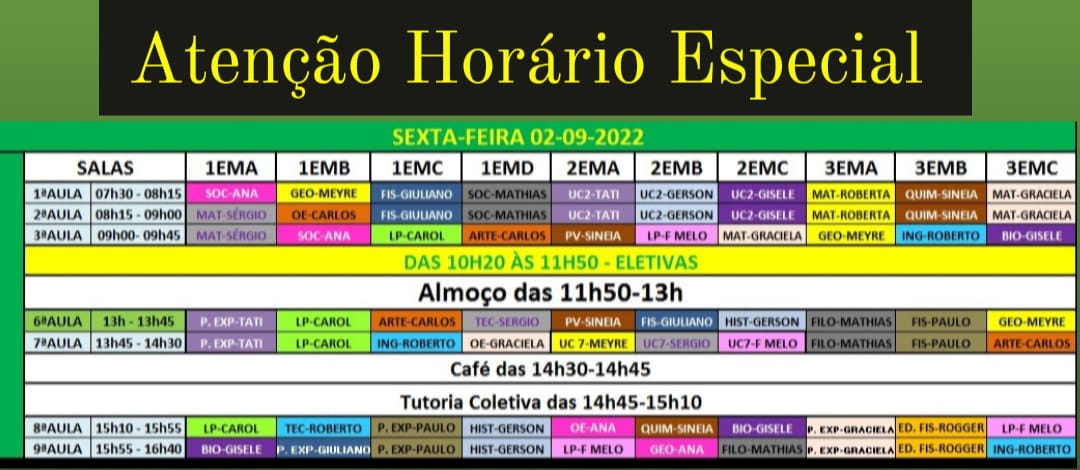 Atenção Horário Especial
SEXTA-FEIRA 02-09-2022
SALAS 1EMA 1EMB 1EMC 1EMD 2EMA 2EMB 2EMC 3EMA 3EMB 3EMC
1ªAULA 07h30 - 08h15 SOC-ANA GEO-MEYRE FIS-GIULIANO SOC-MATHIAS UC2-TATI UC2-GERSON UC2-GISELE MAT-ROBERTA QUIM-SINEIA MAT-GRACIELA
2ªAULA 08h15 - 09h00 MAT-SÉRGIO OE-CARLOS FIS-GIULIANO SOC-MATHIAS UC2-TATI UC2-GERSON UC2-GISELE MAT-ROBERTA QUIM-SINEIA MAT-GRACIELA
3ªAULA 09h00- 09h45 MAT-SÉRGIO SOC-ANA LP-CAROL ARTE-CARLOS PV-SINEIA LP-F MELO MAT-GRACIELA GEO-MEYRE ING-ROBERTO BIO-GISELE
DAS 10H20 ÀS 11H50 - ELETIVAS
Almoço das 11h50-13h
6ªAULA 13h - 13h45 P. EXP-TATI LP-CAROL ARTE-CARLOS TEC-SERGIO PV-SINEIA FIS-GIULIANO HIST-GERSON FILO-MATHIAS FIS-PAULO GEO-MEYRE
7ªAULA 13h45 - 14h30 P. EXP-TATI LP-CAROL ING-ROBERTO OE-GRACIELA UC 7-MEYRE UC7-SERGIO UC7-F MELO FILO-MATHIAS FIS-PAULO ARTE-CARLOS
Café das 14h30-14h45
Tutoria Coletiva das 14h45-15h10
8ªAULA 15h10 - 15h55 LP-CAROL TEC-ROBERTO P. EXP-PAULO HIST-GERSON OE-ANA QUIM-SINEIA BIO-GISELE P. EXP-GRACIELA ED. FIS-ROGGER LP-F MELO
9ªAULA 15h55 - 16h40 BIO-GISELE P. EXP-GIULIANO P. EXP-PAULO HIST-GERSON LP-F MELO GEO-ANA FILO-MATHIAS P. EXP-GRACIELA ED. FIS-ROGGER ING-ROBERTO